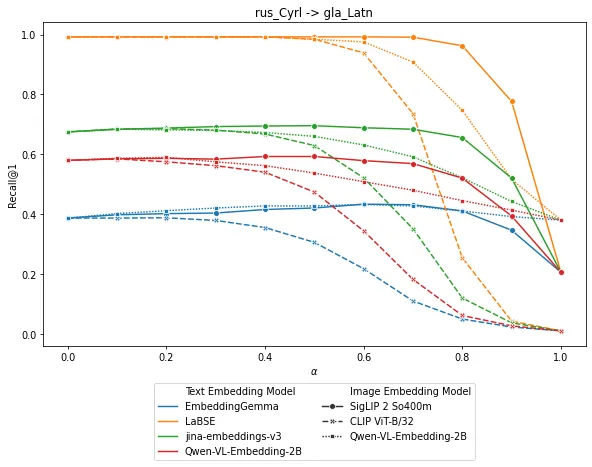 rus_Cyrl -> gla_Latn
Recall@1
1.0
0.8
0.6
0.4
0.2
0.0
0.0 0.2 0.4 0.6 0.8 1.0
α
Text Embedding Model Image Embedding Model
EmbeddingGemma SigLIP 2 So400m
LaBSE CLIP ViT-B/32
jina-embeddings-v3 Qwen-VL-Embedding-2B
Qwen-VL-Embedding-2B